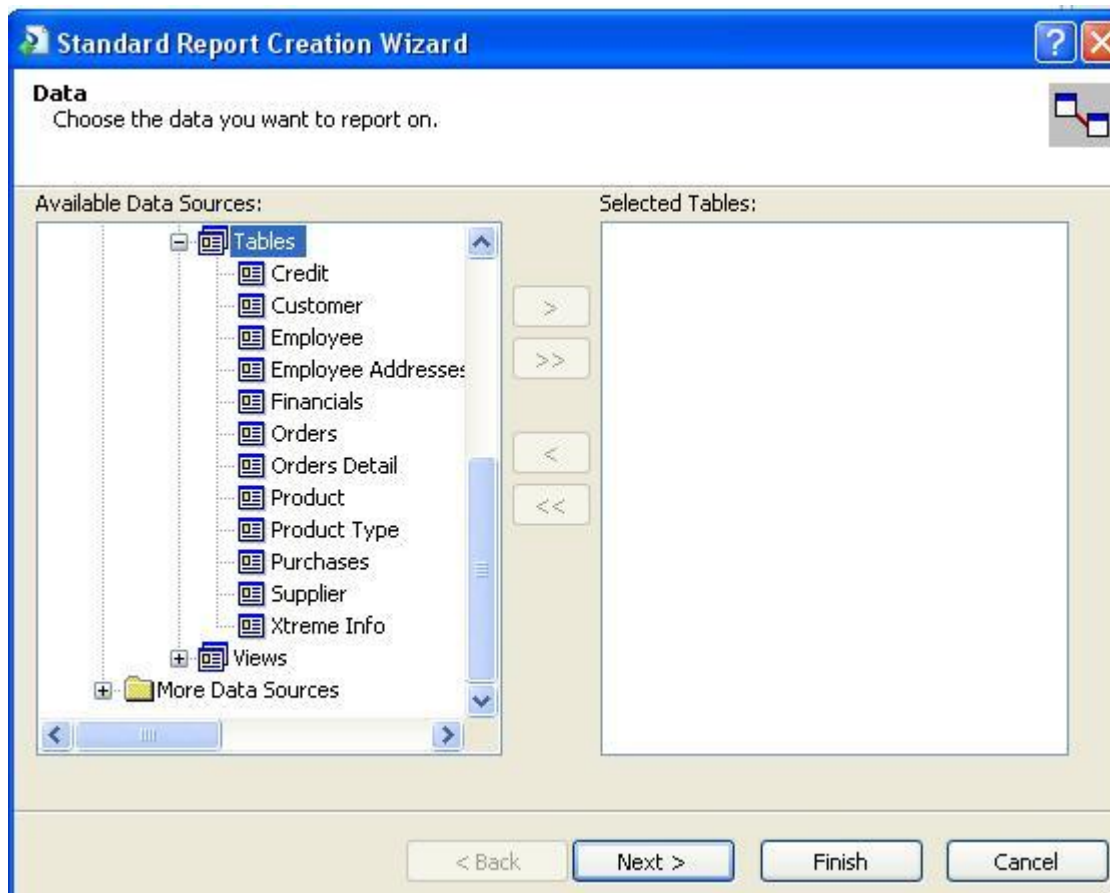 Standard Report Creation Wizard
Data
Choose the data you want to report on.
Available Data Sources:
Selected Tables:
Tables
Credit
Customer
Employee
Employee Addresses
Financials
Orders
Orders Detail
Product
Product Type
Purchases
Supplier
Xtreme Info
Views
More Data Sources
>
>>
<
<<
< Back
Next >
Finish
Cancel